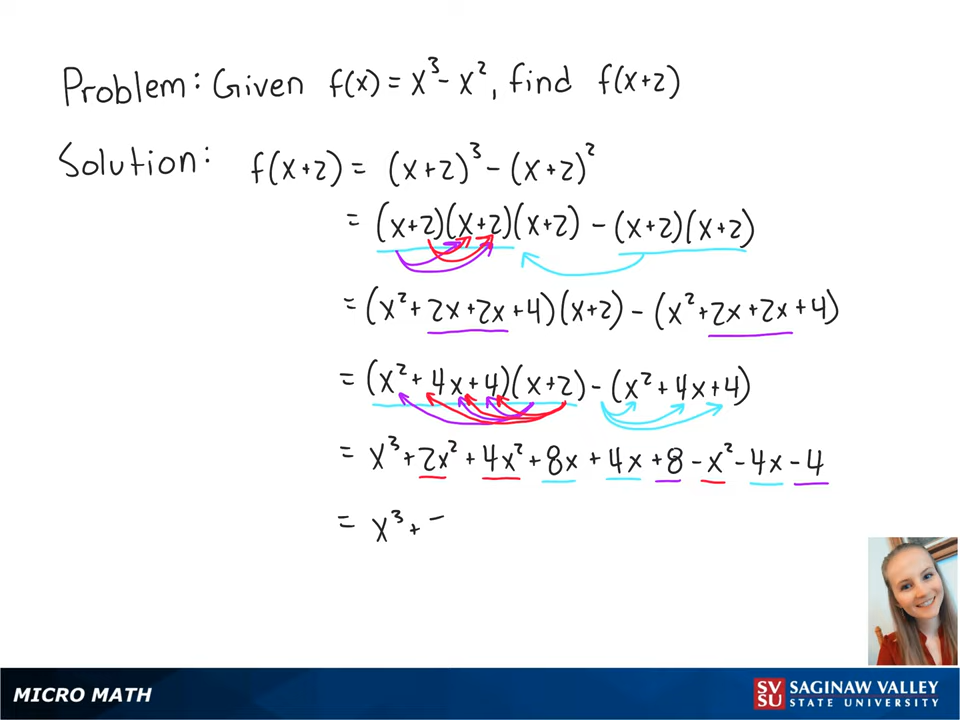 Problem: Given f(x) = x³ - x², find f(x+2)
Solution: f(x+2) = (x+2)³ - (x+2)²
= (x+2)(x+2)(x+2) - (x+2)(x+2)
= (x² + 2x + 2x + 4)(x+2) - (x² + 2x + 2x + 4)
= (x² + 4x + 4)(x+2) - (x² + 4x + 4)
= x³ + 2x² + 4x² + 8x + 4x + 8 - x² - 4x - 4
= x³ +
MICRO MATH
SVSU SAGINAW VALLEY
STATE UNIVERSITY